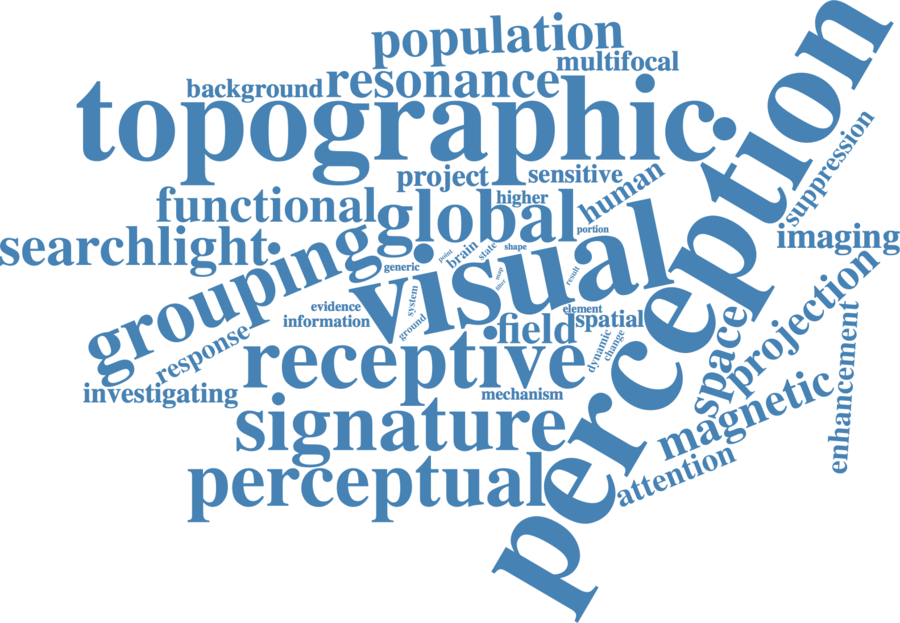 population
multifocal
background
resonance
topographic
perception
suppression
project
sensitive
human
functional
higher
global
portion
searchlight
imaging
grouping
point
brain
state
shape
generic
visual
map
filter
result
system
projection
evidence
information
ground
field
element
spatial
response
receptive
dynamic
change
space
enhancement
investigating
mechanism
magnetic
signature
attention
perceptual